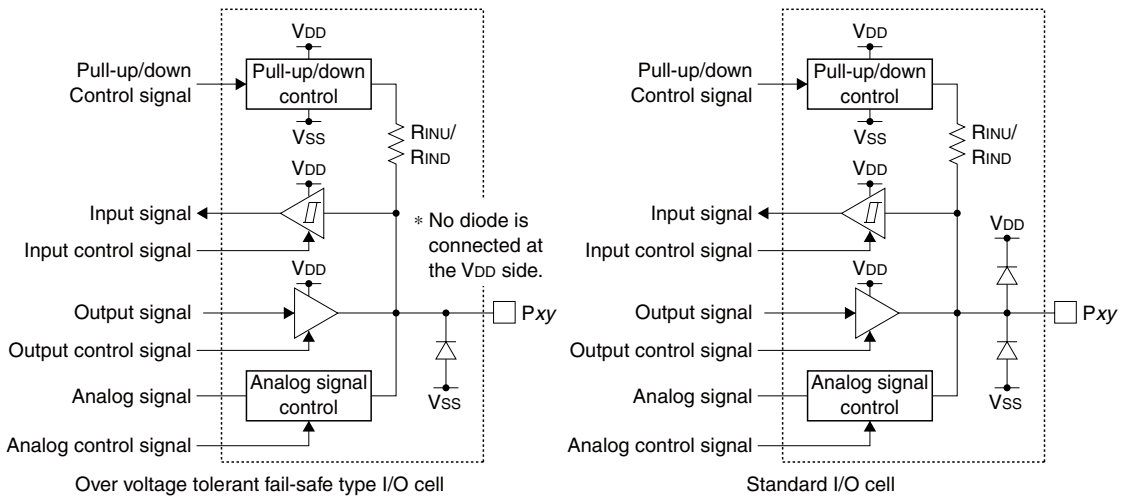 VDD
Pull-up/down
Control signal
Pull-up/down
control
VSS
RINU/
RIND
VDD
Input signal
Input control signal
* No diode is
connected at
the VDD side.
VDD
Output signal
Output control signal
Pxy
Analog signal
Analog signal
control
VSS
Analog control signal
Over voltage tolerant fail-safe type I/O cell
VDD
Pull-up/down
Control signal
Pull-up/down
control
VSS
RINU/
RIND
VDD
Input signal
Input control signal
VDD
VDD
Output signal
Output control signal
Pxy
Analog signal
Analog signal
control
VSS
Analog control signal
Standard I/O cell